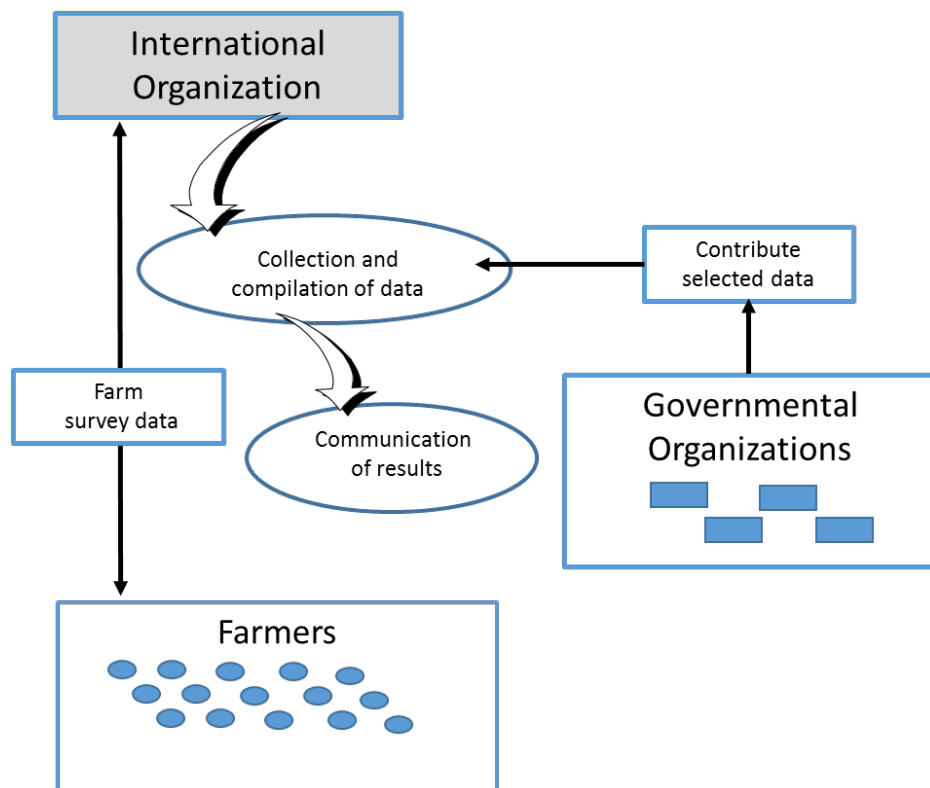 International
Organization
Collection and
compilation of data
Contribute
selected data
Farm
survey data
Communication
of results
Governmental
Organizations
Farmers